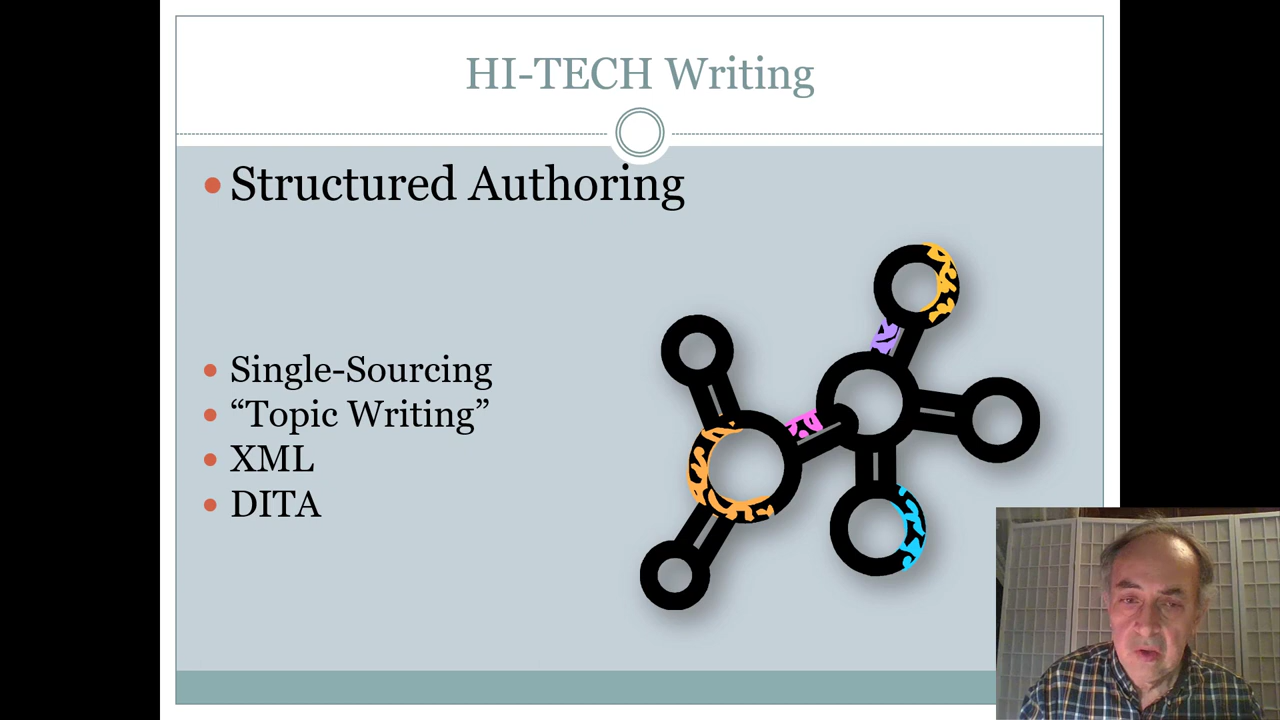 HI-TECH Writing
Structured Authoring
Single-Sourcing
“Topic Writing”
XML
DITA